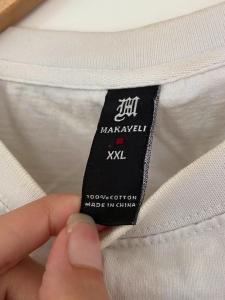 M
MAKAVELI
XXL
100% COTTON
MADE IN CHINA